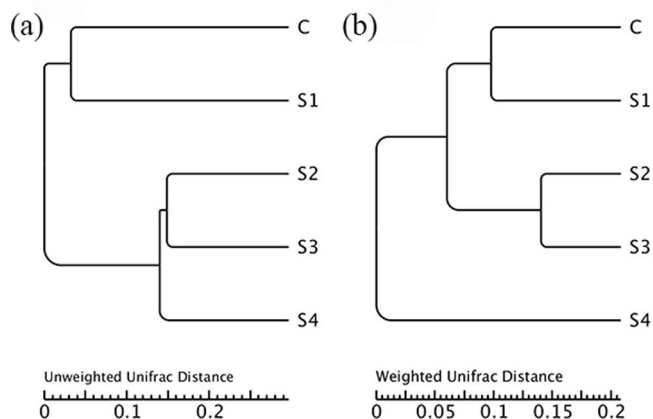 (a)
C
S1
S2
S3
S4
Unweighted Unifrac Distance
0 0.1 0.2
(b)
C
S1
S2
S3
S4
Weighted Unifrac Distance
0 0.05 0.1 0.15 0.2